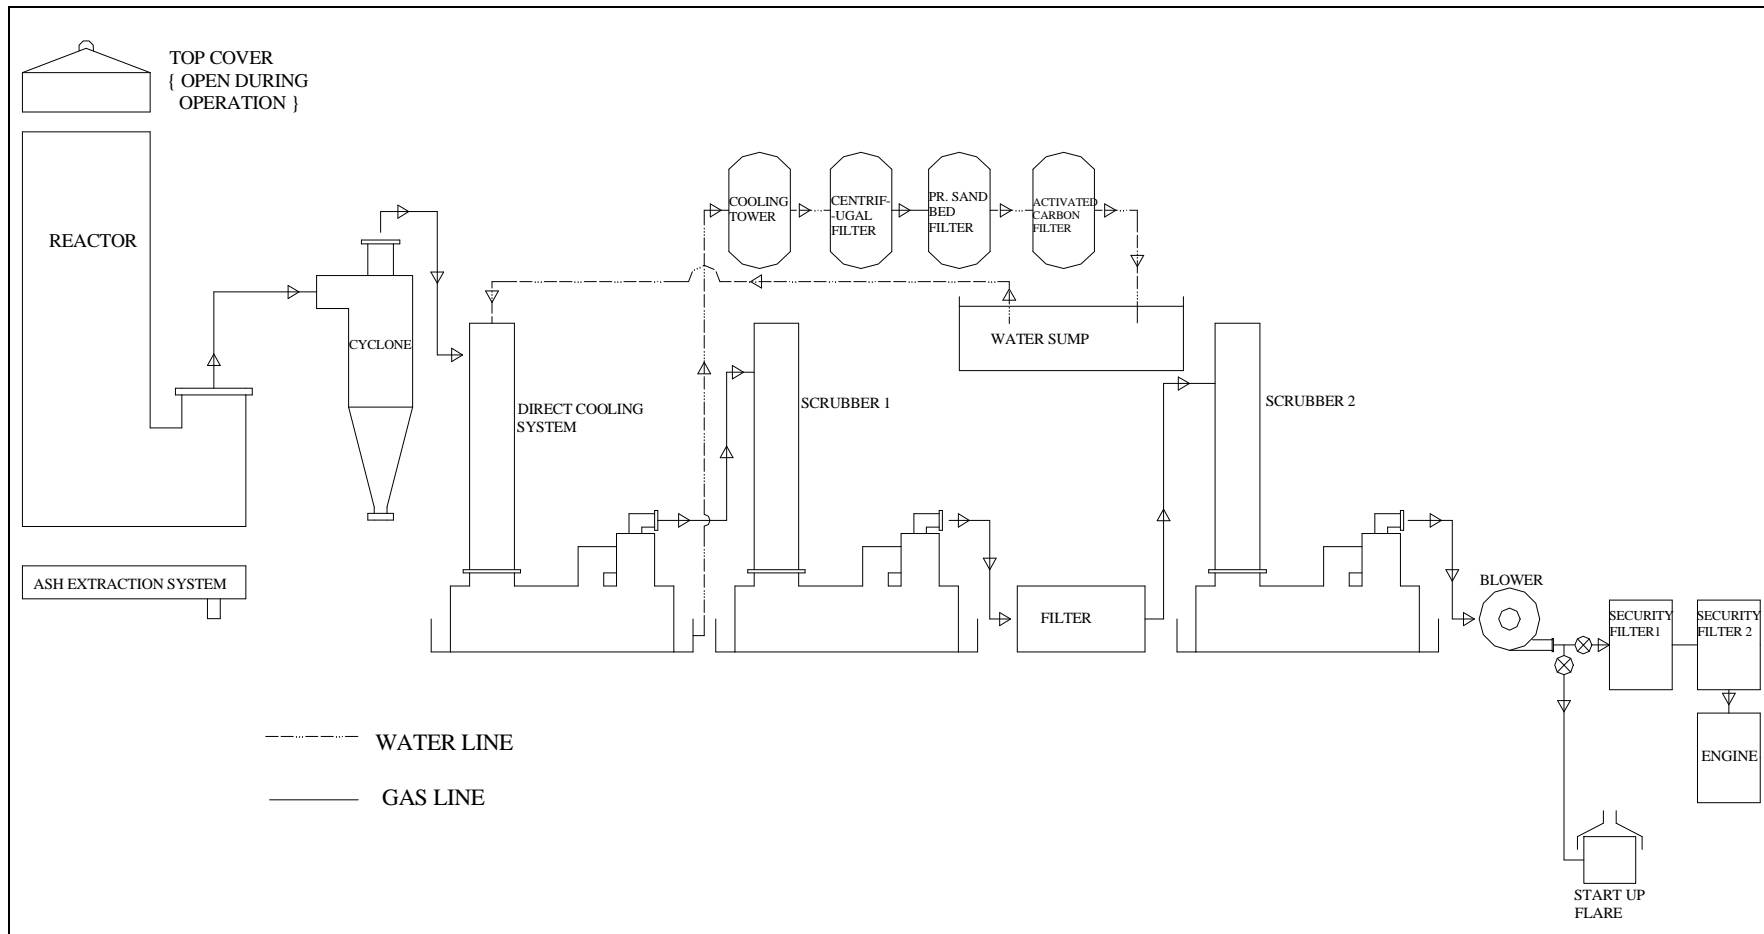 TOP COVER
{ OPEN DURING
OPERATION }
REACTOR
ASH EXTRACTION SYSTEM
CYCLONE
DIRECT COOLING
SYSTEM
COOLING
TOWER
CENTRIF-
-UGAL
FILTER
PR. SAND
BED
FILTER
ACTIVATED
CARBON
FILTER
WATER SUMP
SCRUBBER 1
FILTER
SCRUBBER 2
BLOWER
SECURITY
FILTER1
SECURITY
FILTER 2
ENGINE
START UP
FLARE
WATER LINE
GAS LINE